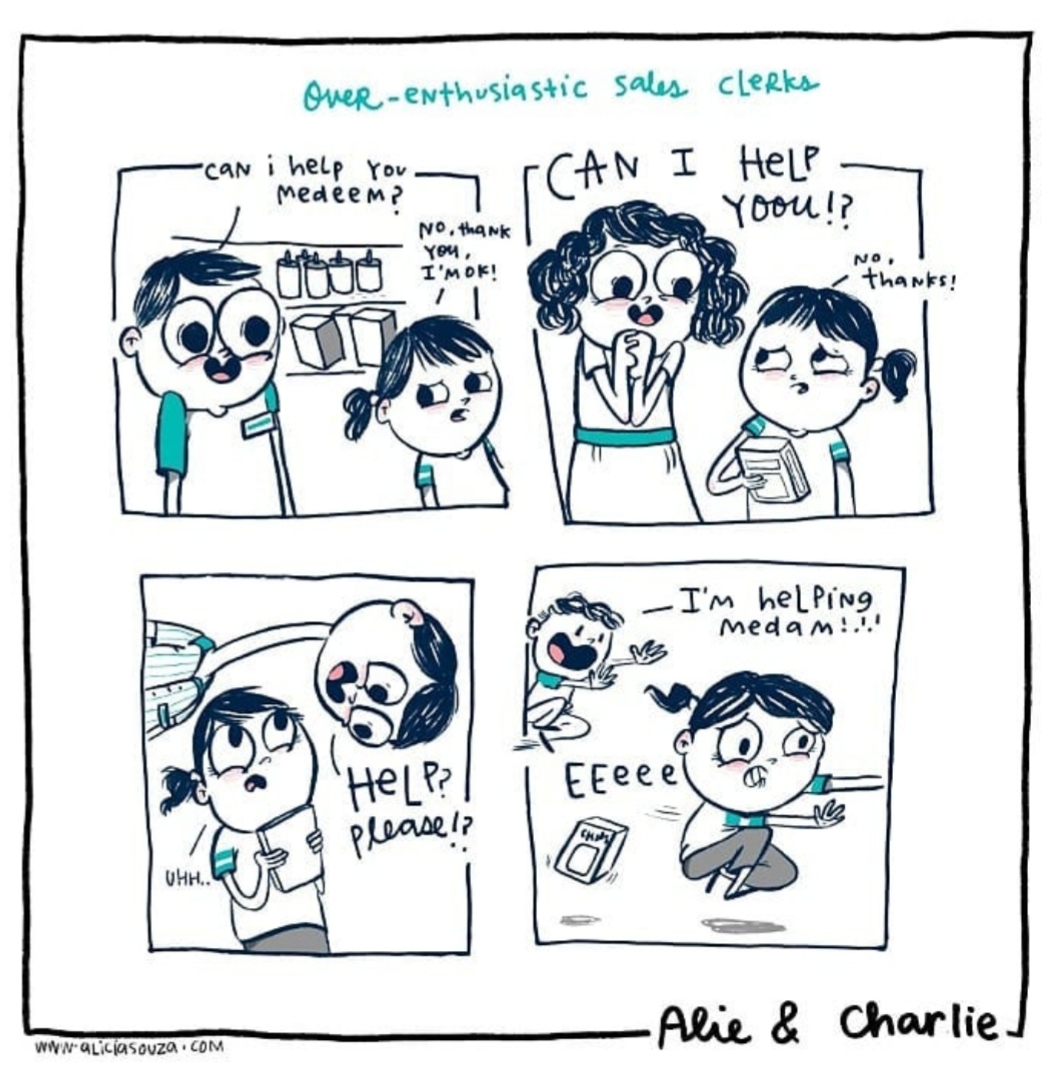 OVER-enthusiastic sales clerks
CAN i help You
medeem?
NO, thank
You,
I'M OK!
CAN I HELP
YOOU!?
NO,
thanks!
HELP?
please!?
UHH..
I'm helping
medam!!!
EEeee
Alie & Charlie
www.aliciasouza.com